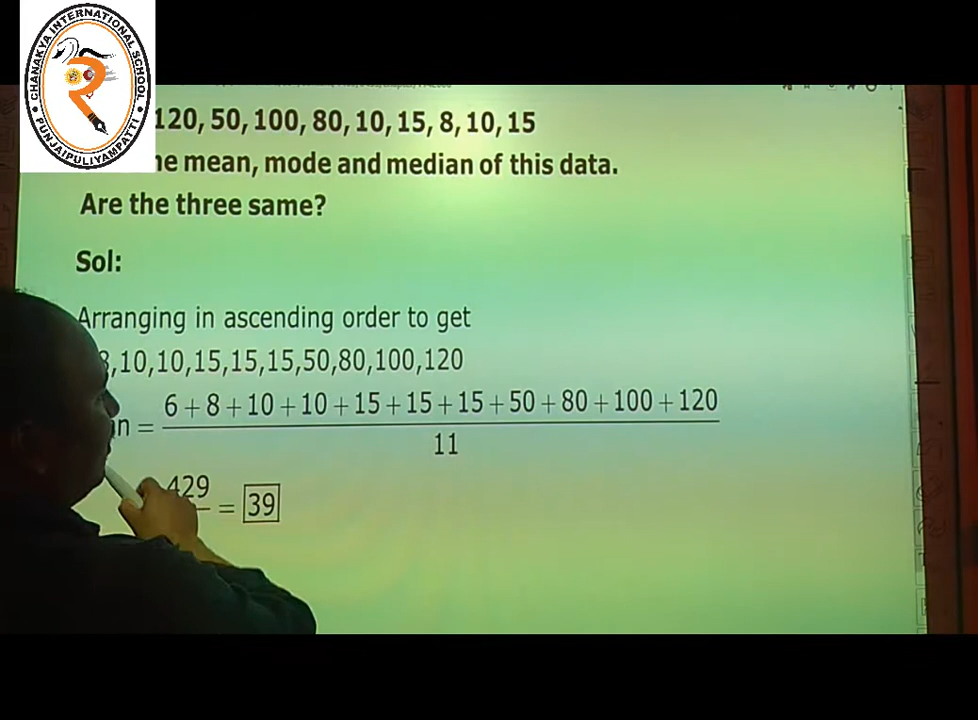 CHANAKYA INTERNATIONAL SCHOOL
PUNJAIPULIYAMPATTI
120, 50, 100, 80, 10, 15, 8, 10, 15
mean, mode and median of this data.
Are the three same?
Sol:
Arranging in ascending order to get
,10,10,15,15,15,50,80,100,120
n = 6+8+10+10+15+15+15+50+80+100+120
11
429
= 39